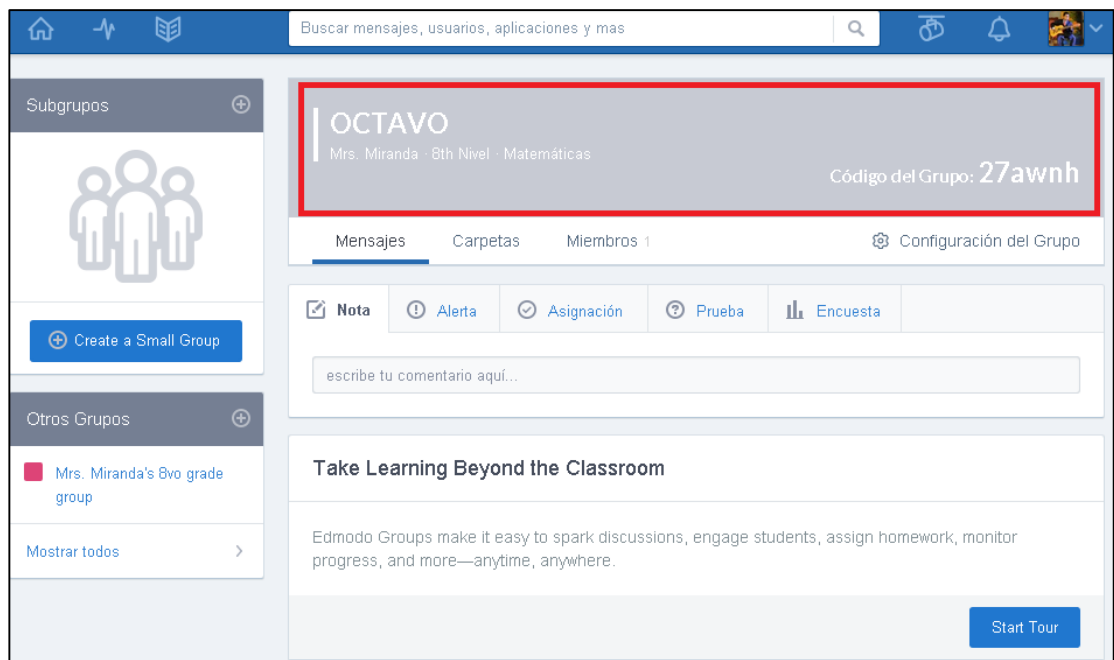 Buscar mensajes, usuarios, aplicaciones y mas
Subgrupos
Create a Small Group
Otros Grupos
Mrs. Miranda's 8vo grade
group
Mostrar todos
OCTAVO
Mrs. Miranda · 8th Nivel · Matemáticas
Código del Grupo: 27awnh
Mensajes Carpetas Miembros 1 Configuración del Grupo
Nota Alerta Asignación Prueba Encuesta
escribe tu comentario aquí...
Take Learning Beyond the Classroom
Edmodo Groups make it easy to spark discussions, engage students, assign homework, monitor
progress, and more—anytime, anywhere.
Start Tour